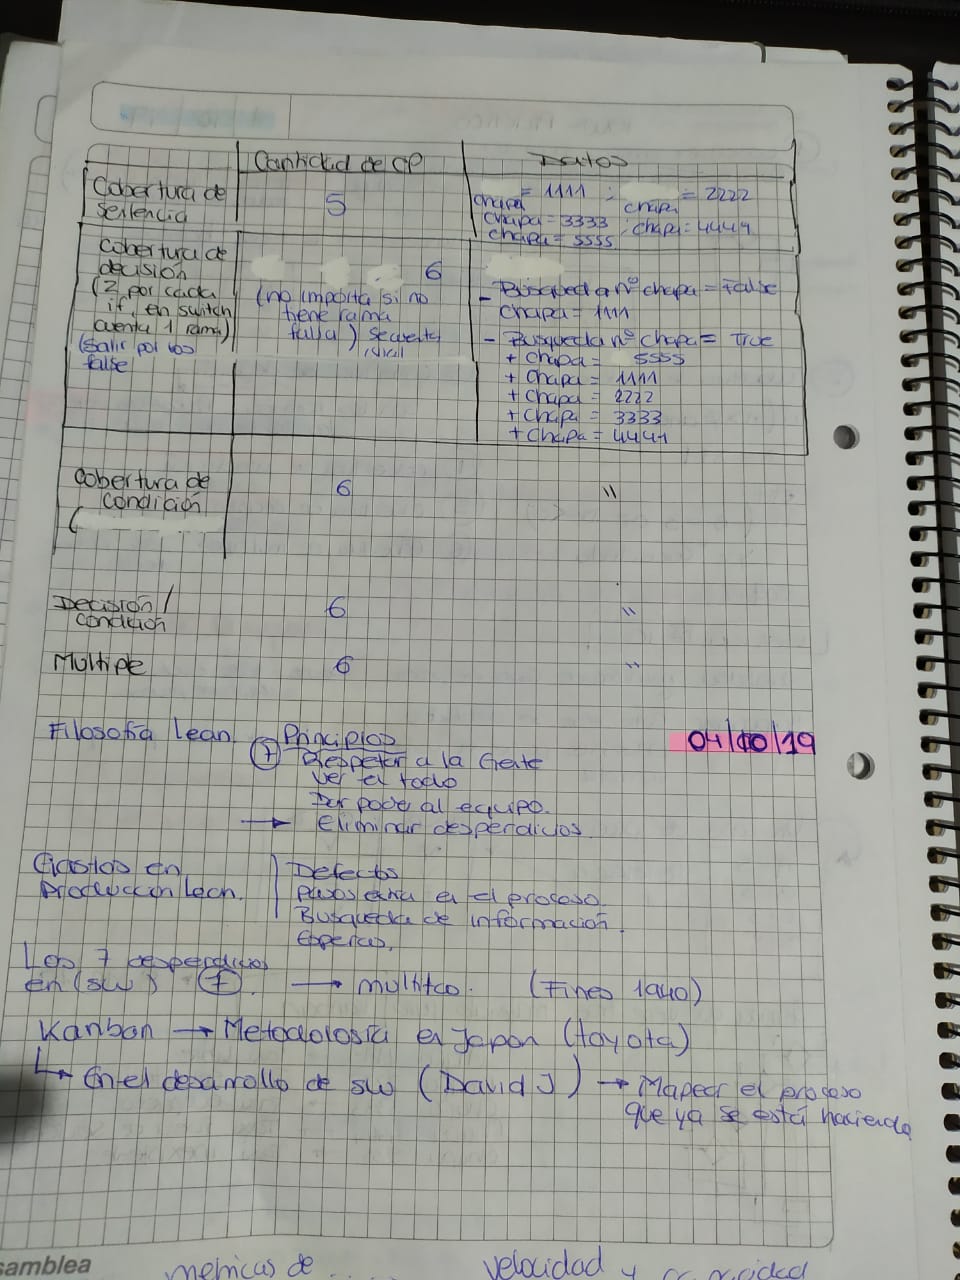 Cantidad de CP
Datos
Cobertura de
sentencia
5
chapa = 1111 ; chapa = 2222
chapa = 3333 ; chapa = 4444
chapa = 5555
Cobertura de
decisión
(2 por cada
if, en switch
cuenta 1 rama)
(salir por los
false
6
(no importa si no
tiene rama
falsa)
- Búsqueda nº chapa = False
chapa = 1111
- Busqueda nº chapa = True
+ chapa = 5555
+ chapa = 1111
+ chapa = 2222
+ chapa = 3333
+ chapa = 4444
Cobertura de
condición
(
6
"
Decisión /
condición
6
"
Multiple
6
"
04/10/19
Filosofía Lean
Principios
7 Respetar a la Gente
Ver el todo
Dar poder al equipo.
→ Eliminar desperdicios.
Gastos en
Producción Lean.
Defectos
pasos extra en el proceso.
Busqueda de información.
Esperas.
Los 7 desperdicios
en (sw) 7. → (Fines 1940)
Kanban → Metodología en Japon (toyota)
↳ En el desarrollo de sw (David J) → Mapear el proceso
que ya se está haciendo
samblea
metricas de velocidad y capacidad